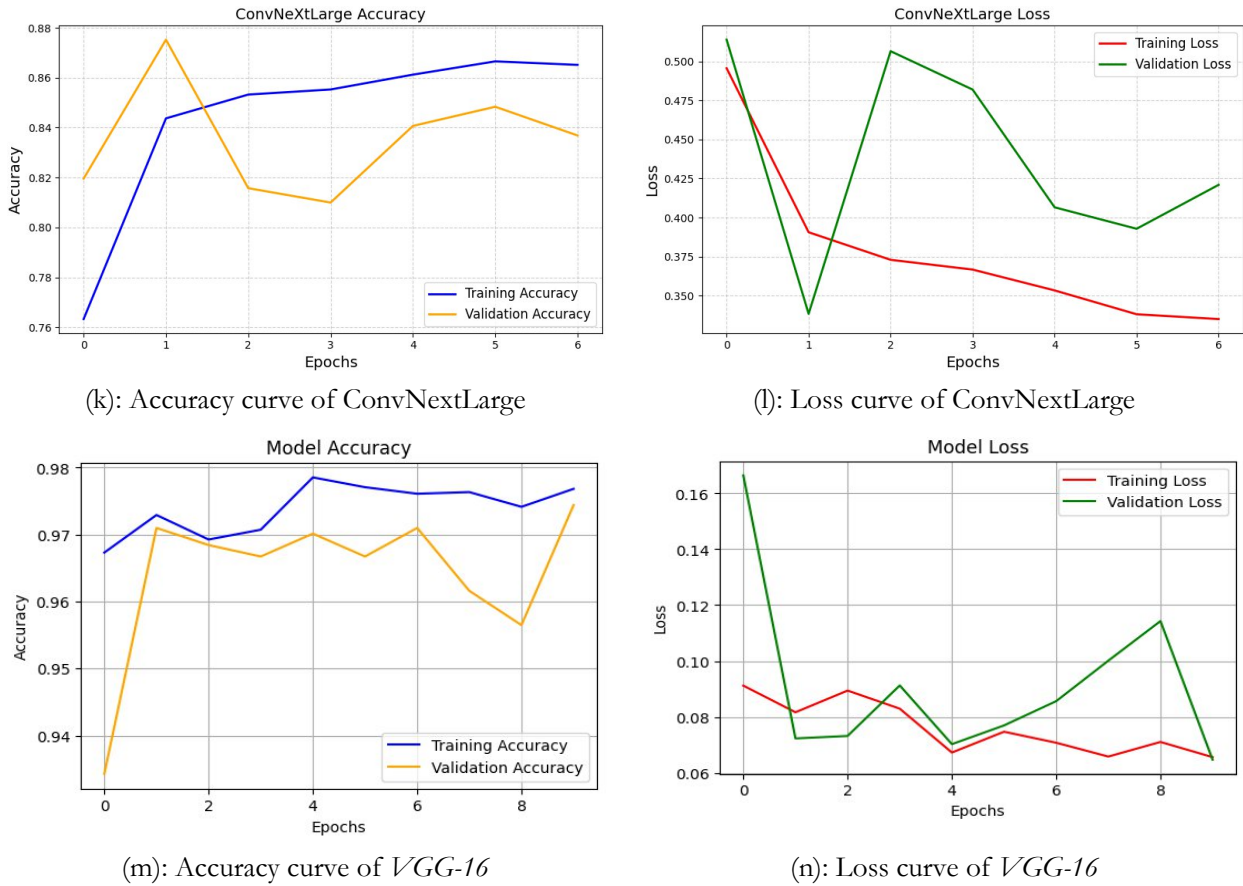 ConvNeXtLarge Accuracy
0.88
0.86
0.84
0.82
0.80
0.78
0.76
Accuracy
Training Accuracy
Validation Accuracy
0 1 2 3 4 5 6
Epochs
ConvNeXtLarge Loss
0.500
0.475
0.450
0.425
0.400
0.375
0.350
Loss
Training Loss
Validation Loss
0 1 2 3 4 5 6
Epochs
(k): Accuracy curve of ConvNextLarge
(l): Loss curve of ConvNextLarge
Model Accuracy
0.98
0.97
0.96
0.95
0.94
Accuracy
Training Accuracy
Validation Accuracy
0 2 4 6 8
Epochs
Model Loss
0.16
0.14
0.12
0.10
0.08
0.06
Loss
Training Loss
Validation Loss
0 2 4 6 8
Epochs
(m): Accuracy curve of VGG-16
(n): Loss curve of VGG-16